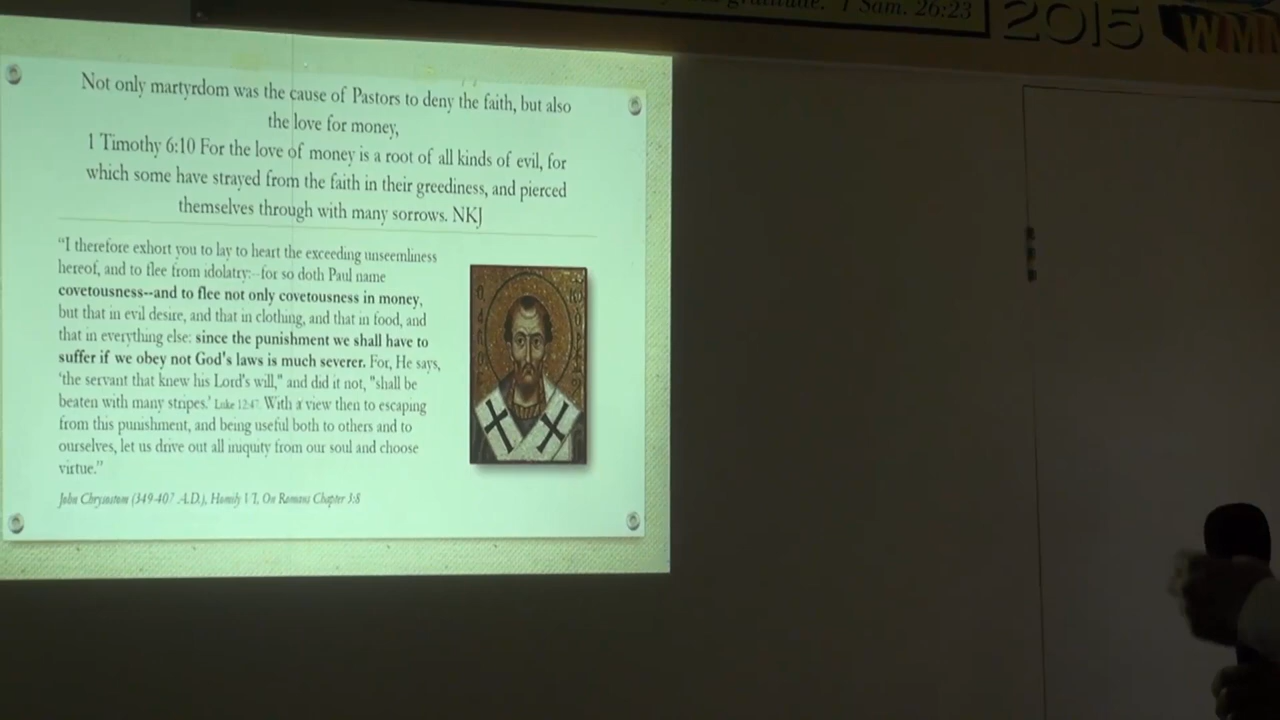 gratitude. 1 Sam. 26:23
2015
WM
Not only martyrdom was the cause of Pastors to deny the faith, but also
the love for money,
1 Timothy 6:10 For the love of money is a root of all kinds of evil, for
which some have strayed from the faith in their greediness, and pierced
themselves through with many sorrows. NKJ
“I therefore exhort you to lay to heart the exceeding unseemliness
hereof, and to flee from idolatry:--for so doth Paul name
covetousness--and to flee not only covetousness in money,
but that in evil desire, and that in clothing, and that in food, and
that in everything else: since the punishment we shall have to
suffer if we obey not God's laws is much severer. For, He says,
'the servant that knew his Lord's will," and did it not, "shall be
beaten with many stripes.' Luke 12:47. With a view then to escaping
from this punishment, and being useful both to others and to
ourselves, let us drive out all iniquity from our soul and choose
virtue.”
John Chrysostom (349-407 A.D.), Homily VI, On Romans Chapter 3:8